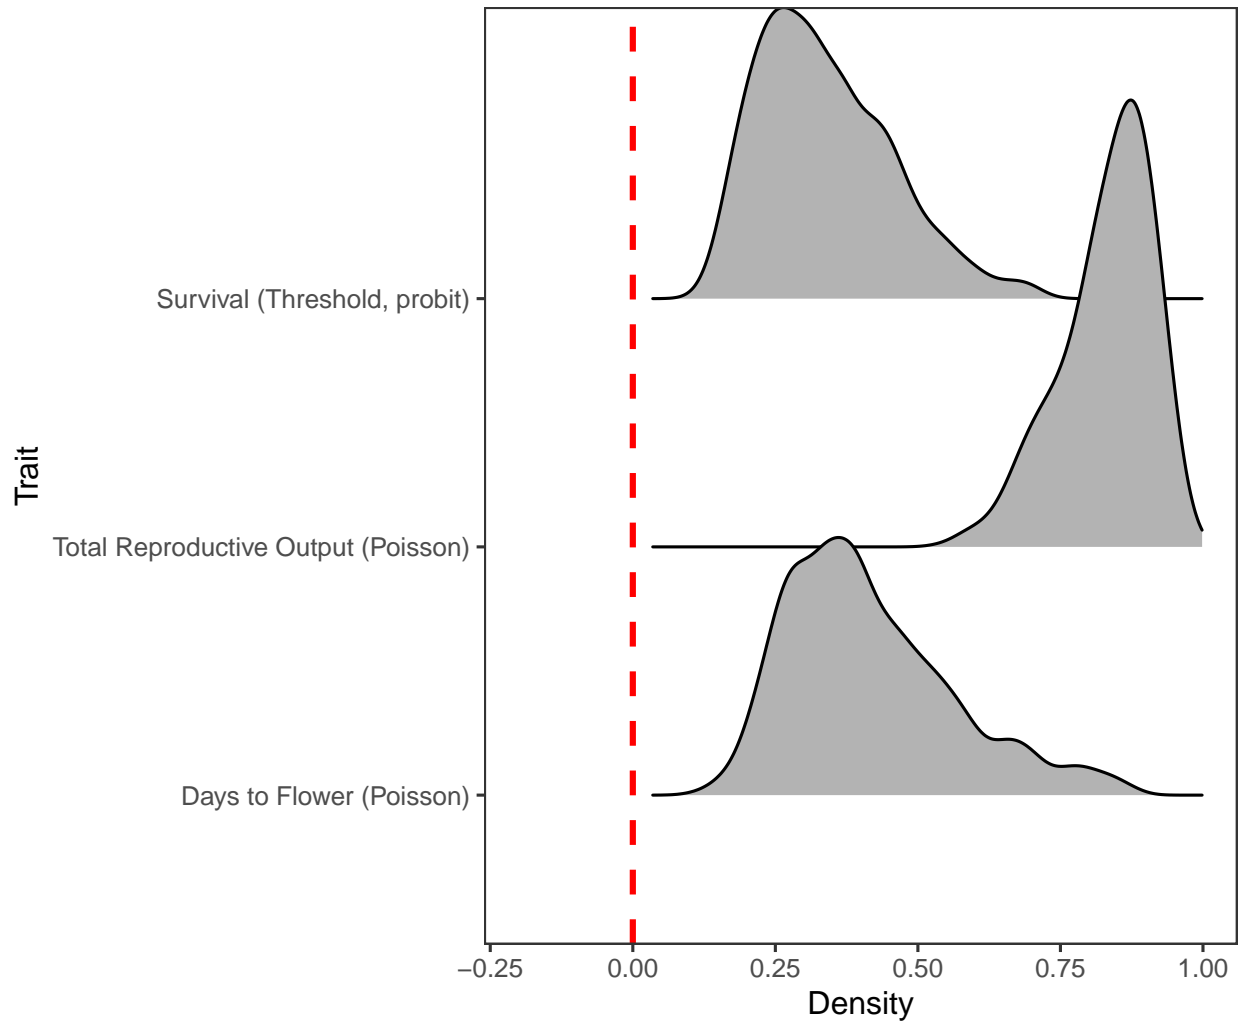 Trait
Survival (Threshold, probit)
Total Reproductive Output (Poisson)
Days to Flower (Poisson)
−0.25 0.00 0.25 0.50 0.75 1.00
Density